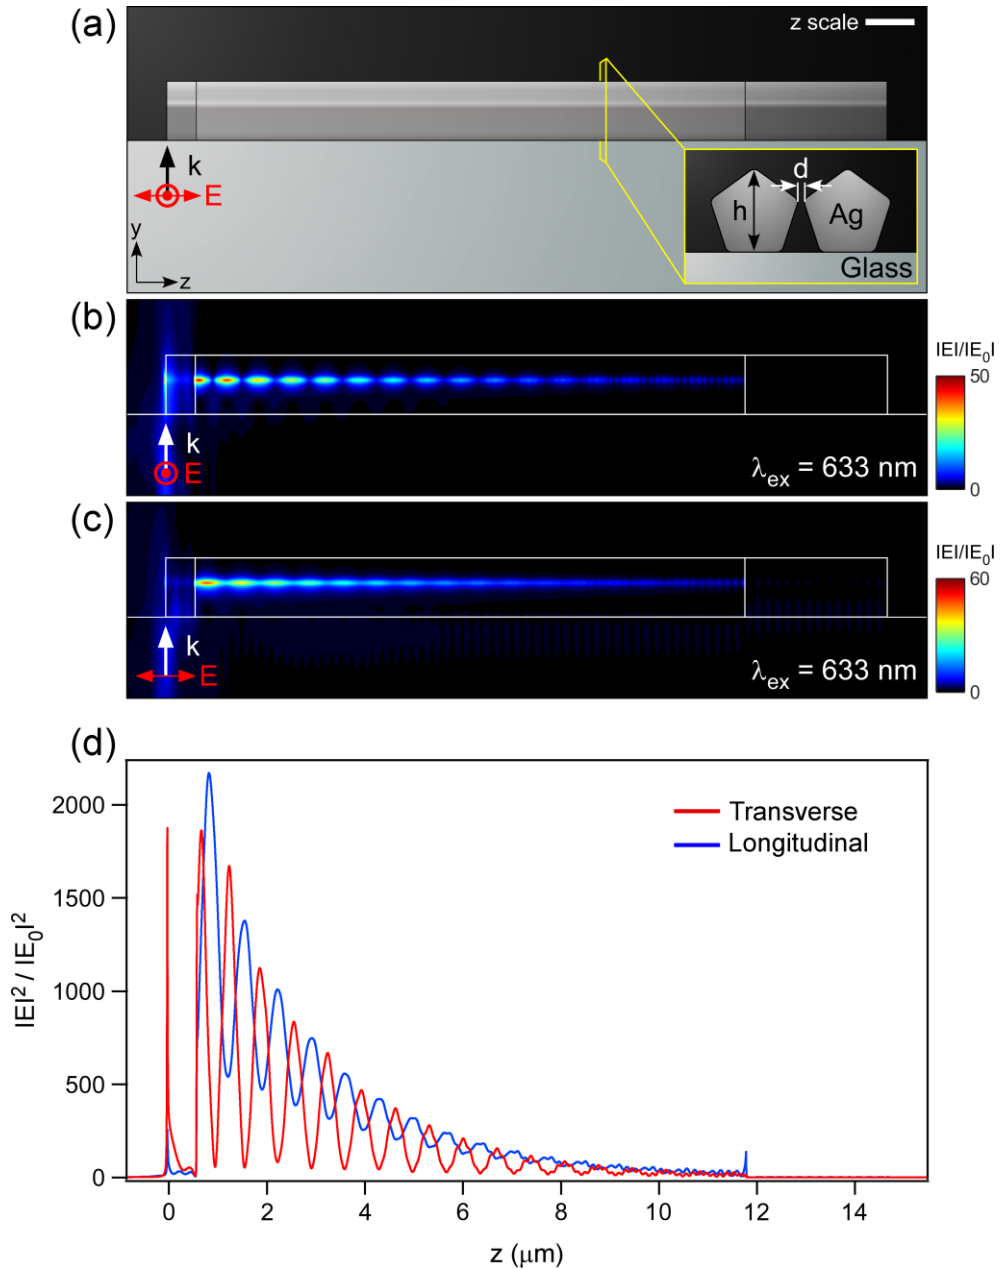 (a)
z scale
k
E
y
z
d
h
Ag
Glass
(b)
|E|/|E₀|
50
0
k
E
λex = 633 nm
(c)
|E|/|E₀|
60
0
k
E
λex = 633 nm
(d)
Transverse
Longitudinal
|E|² / |E₀|²
2000
1500
1000
500
0
0 2 4 6 8 10 12 14
z (μm)